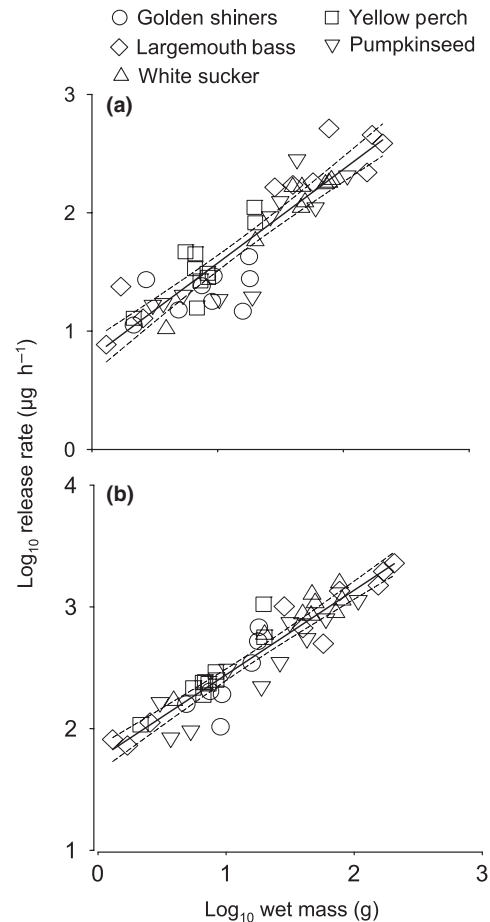 Golden shiners Yellow perch
Largemouth bass Pumpkinseed
White sucker
(a)
3
2
1
0
(b)
4
3
2
1
0 1 2 3
Log₁₀ release rate (µg h⁻¹)
Log₁₀ wet mass (g)